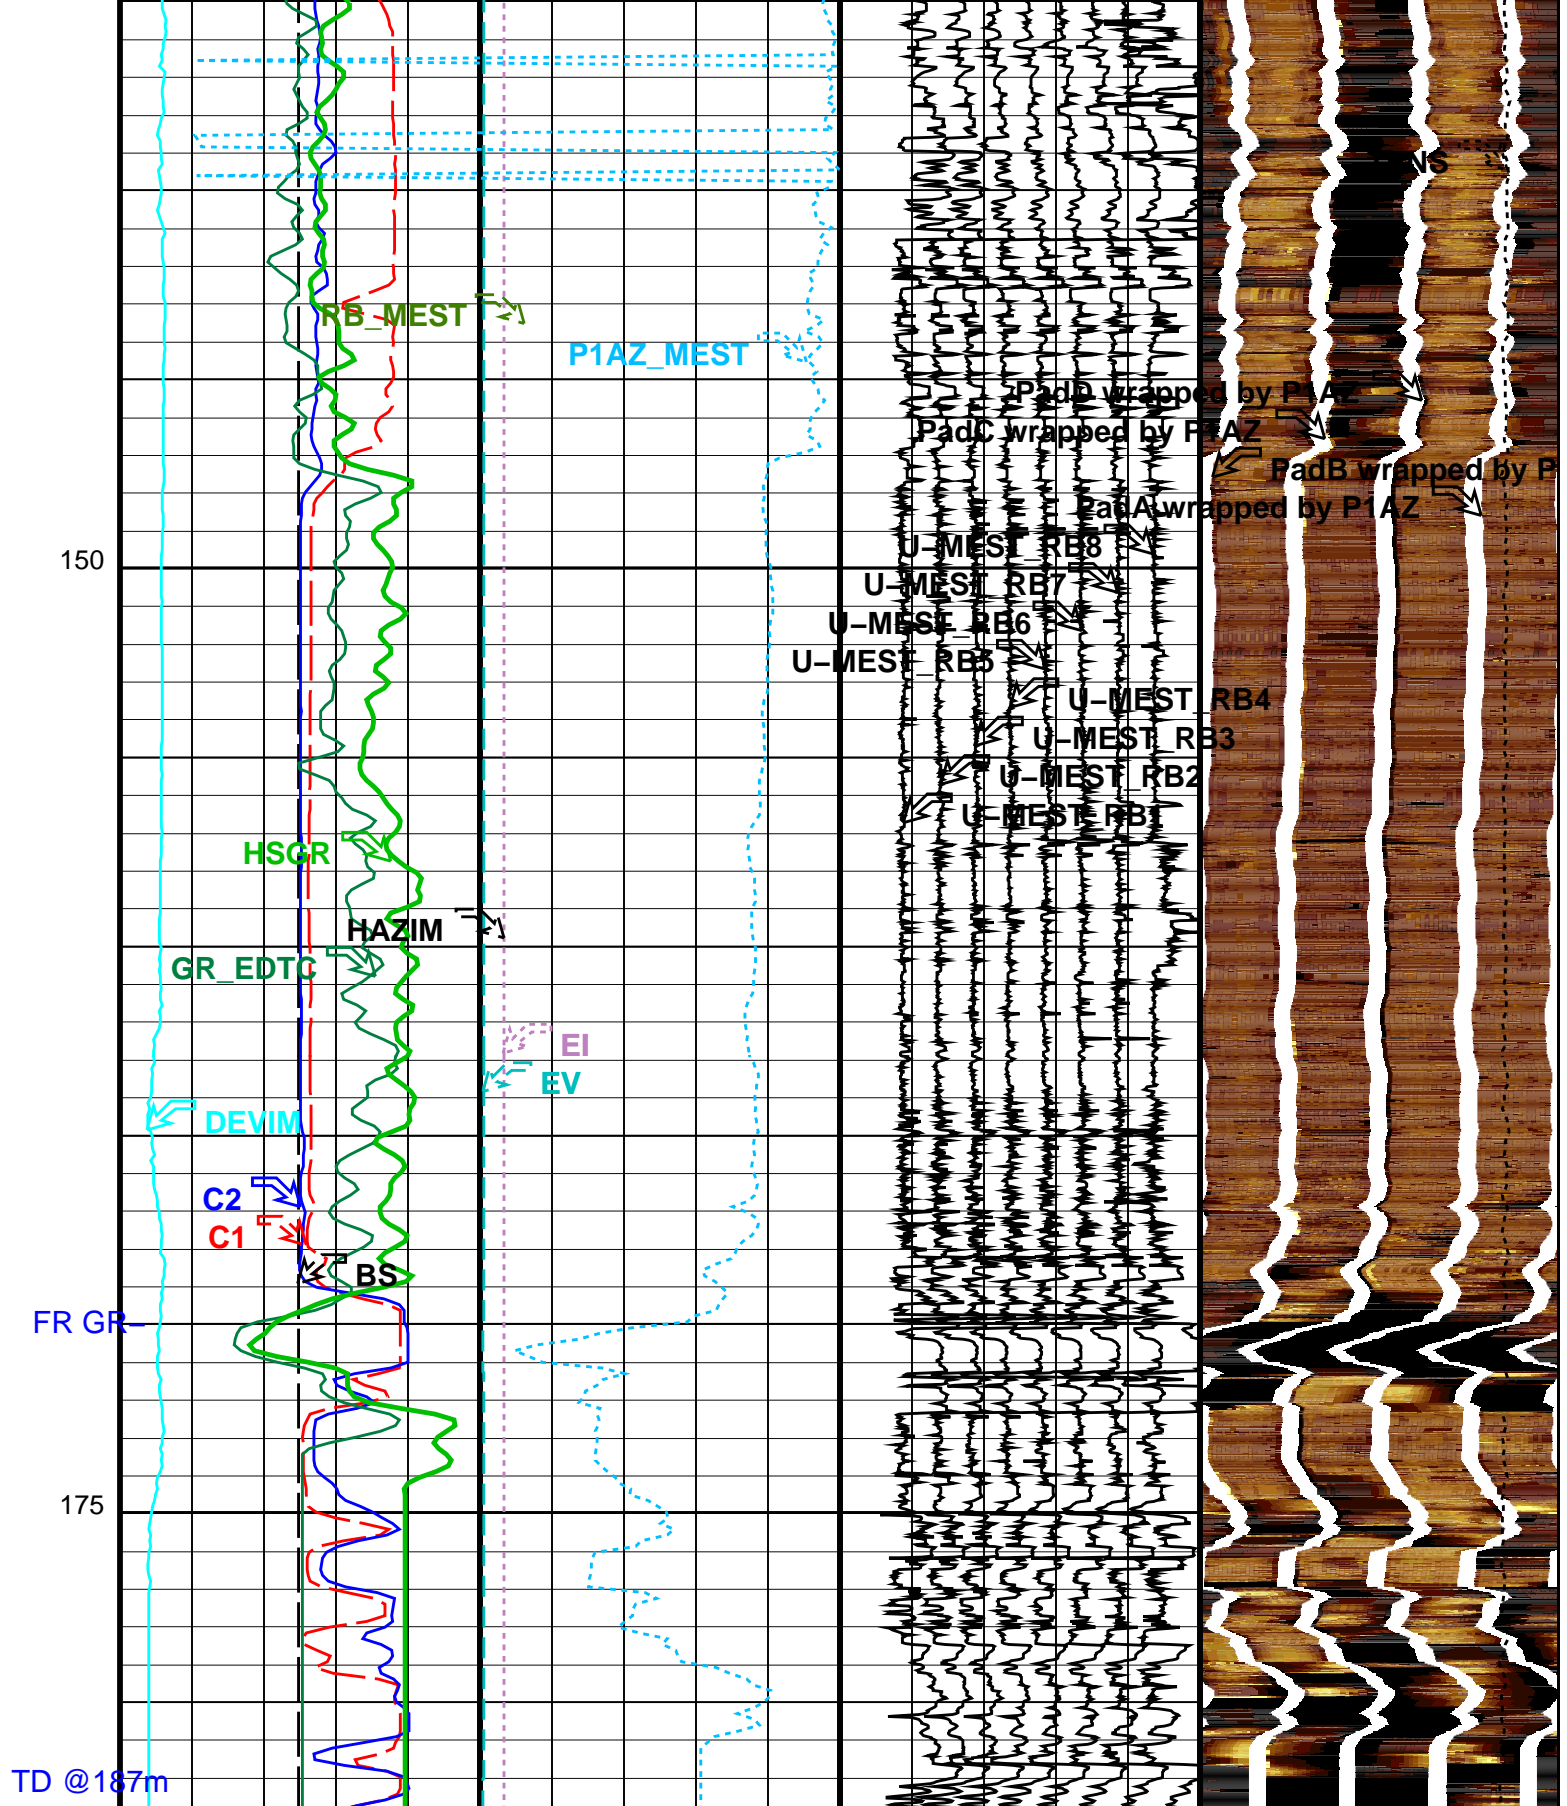 NS
RB_MEST
P1AZ_MEST
PadD wrapped by P1AZ
PadC wrapped by P1AZ
PadB wrapped by P
PadA wrapped by P1AZ
150
U–MEST_RB8
U–MEST_RB7
U–MEST_RB6
U–MEST_RB5
U–MEST_RB4
U–MEST_RB3
U–MEST_RB2
U–MEST_RB1
HSGR
HAZIM
GR_EDTC
EI
EV
DEVIM
C2
C1
BS
FR GR–
175
TD @187m